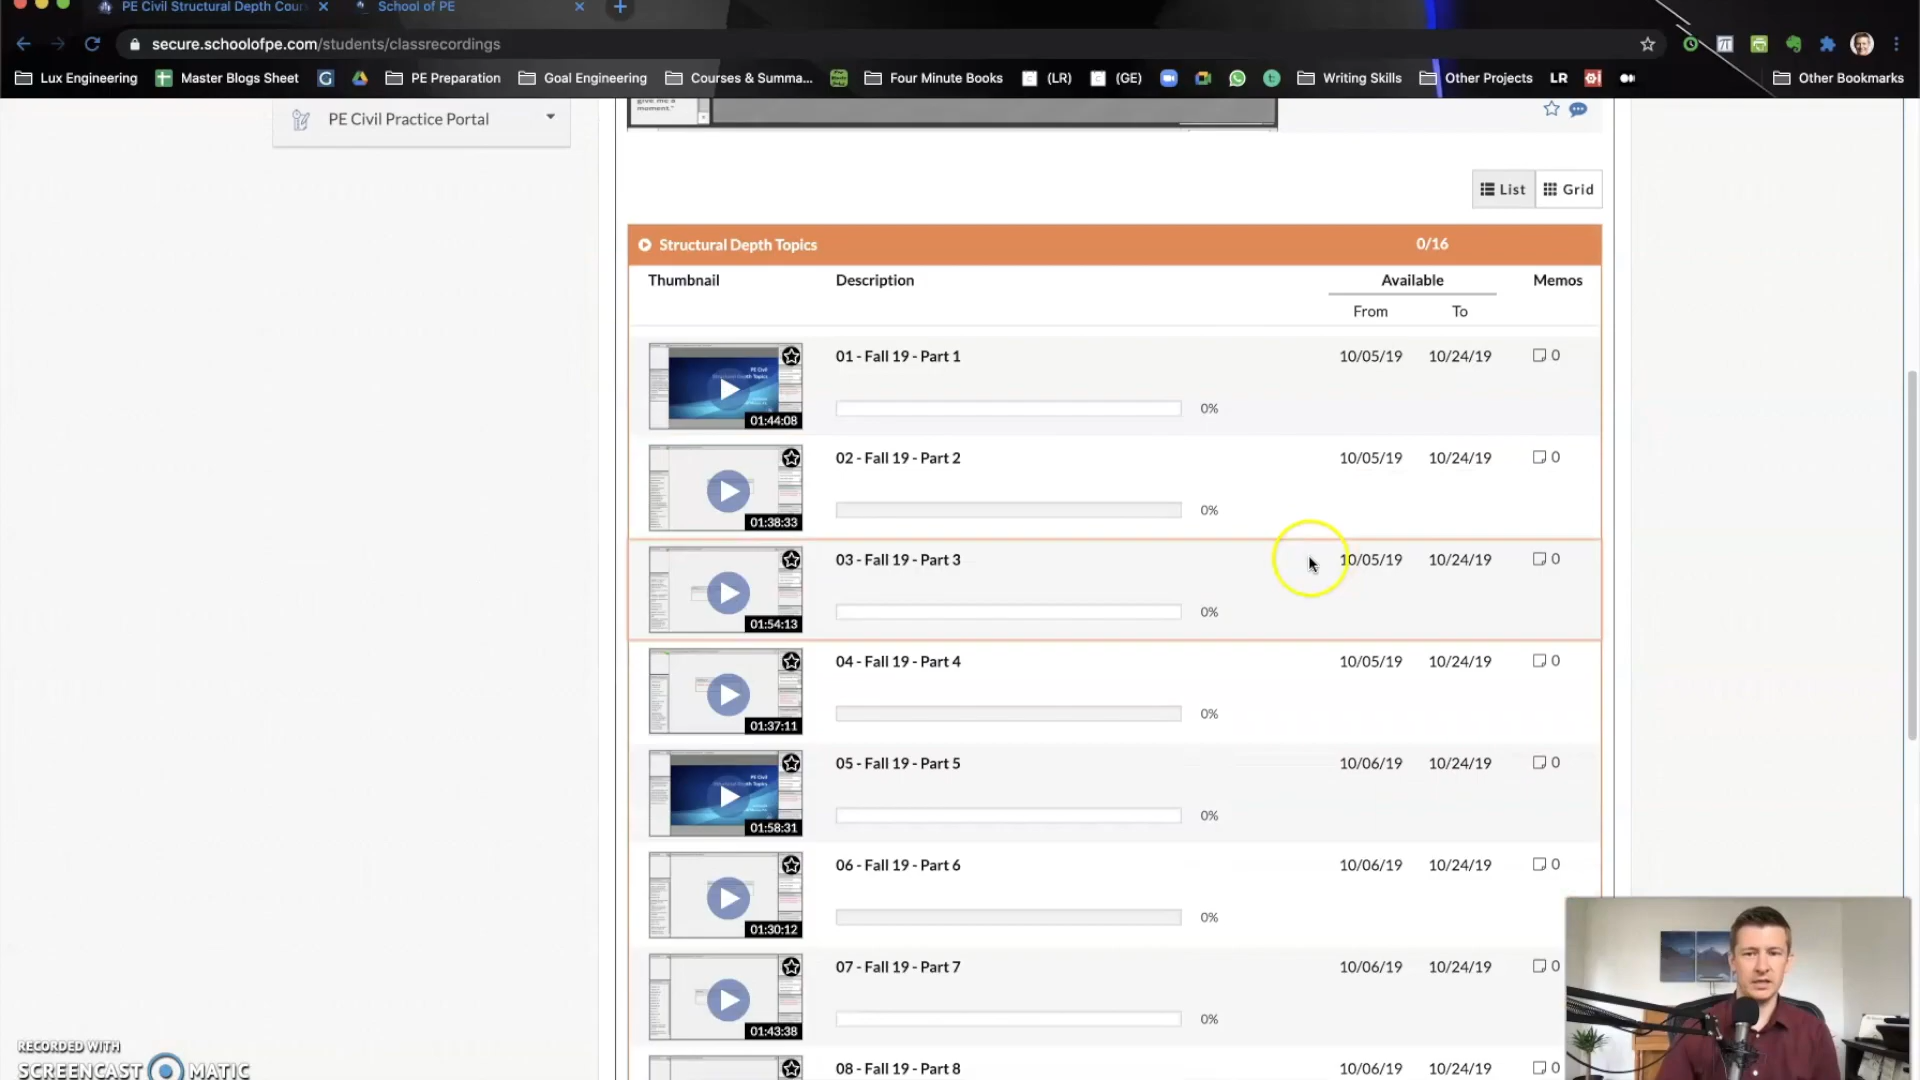 PE Civil Structural Depth Cour
School of PE
secure.schoolofpe.com/students/classrecordings
Lux Engineering
Master Blogs Sheet
PE Preparation
Goal Engineering
Courses & Summa...
Four Minute Books
(LR)
(GE)
Writing Skills
Other Projects
LR
Other Bookmarks
give me a
moment."
PE Civil Practice Portal
List
Grid
Structural Depth Topics
0/16
Thumbnail
Description
Available
Memos
From
To
01 - Fall 19 - Part 1
10/05/19
10/24/19
0
01:44:08
0%
02 - Fall 19 - Part 2
10/05/19
10/24/19
0
01:38:33
0%
03 - Fall 19 - Part 3
10/05/19
10/24/19
0
01:54:13
0%
04 - Fall 19 - Part 4
10/05/19
10/24/19
0
01:37:11
0%
05 - Fall 19 - Part 5
10/06/19
10/24/19
0
01:58:31
0%
06 - Fall 19 - Part 6
10/06/19
10/24/19
0
01:30:12
0%
07 - Fall 19 - Part 7
10/06/19
10/24/19
0
01:43:38
0%
08 - Fall 19 - Part 8
10/06/19
10/24/19
0
RECORDED WITH
SCREENCAST MATIC